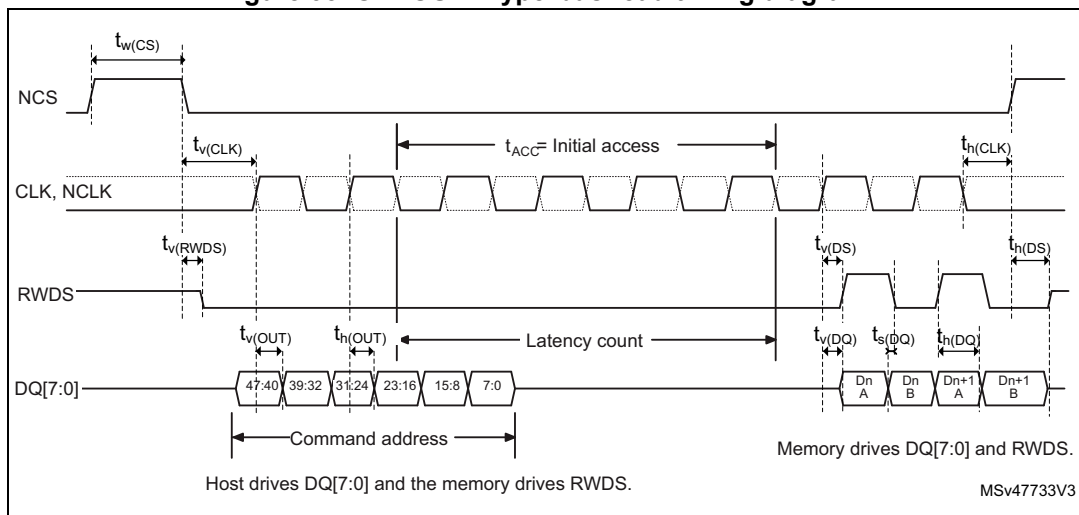 tw(CS)
NCS
tv(CLK)
tACC= Initial access
th(CLK)
CLK, NCLK
tv(RWDS)
tv(DS)
th(DS)
RWDS
tv(OUT)
th(OUT)
Latency count
tv(DQ)
ts(DQ)
th(DQ)
DQ[7:0]
47:40 39:32 31:24 23:16 15:8 7:0
Dn A
Dn B
Dn+1 A
Dn+1 B
Command address
Memory drives DQ[7:0] and RWDS.
Host drives DQ[7:0] and the memory drives RWDS.
MSv47733V3